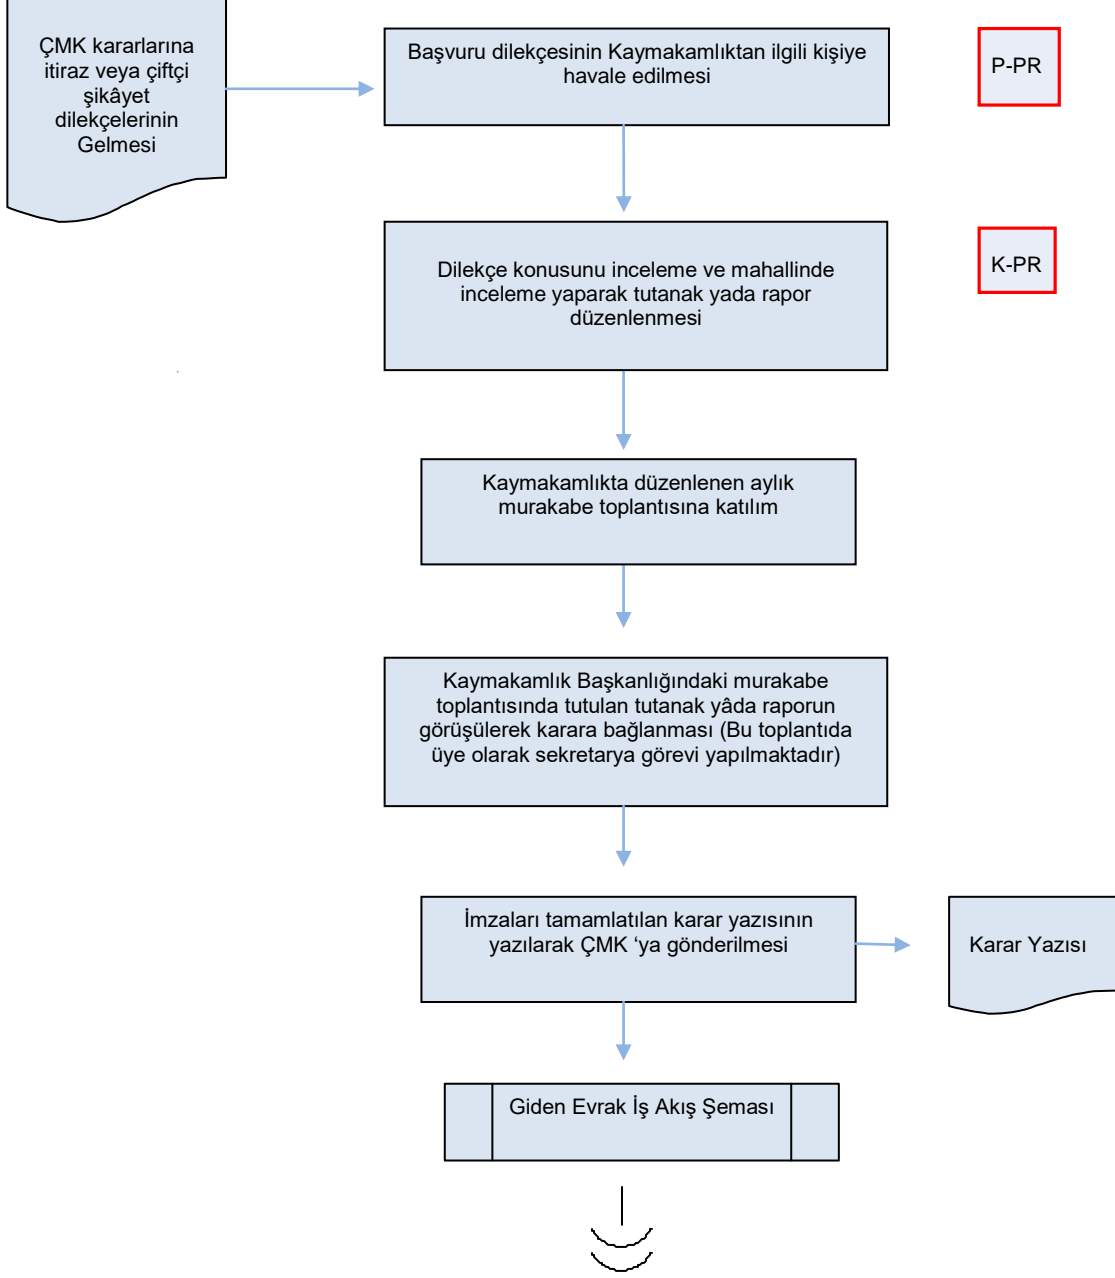 ÇMK kararlarına
itiraz veya çiftçi
şikâyet
dilekçelerinin
Gelmesi
Başvuru dilekçesinin Kaymakamlıktan ilgili kişiye
havale edilmesi
P-PR
Dilekçe konusunu inceleme ve mahallinde
inceleme yaparak tutanak yada rapor
düzenlenmesi
K-PR
Kaymakamlıkta düzenlenen aylık
murakabe toplantısına katılım
Kaymakamlık Başkanlığındaki murakabe
toplantısında tutulan tutanak yâda raporun
görüşülerek karara bağlanması (Bu toplantıda
üye olarak sekretarya görevi yapılmaktadır)
İmzaları tamamlatılan karar yazısının
yazılarak ÇMK ‘ya gönderilmesi
Karar Yazısı
Giden Evrak İş Akış Şeması